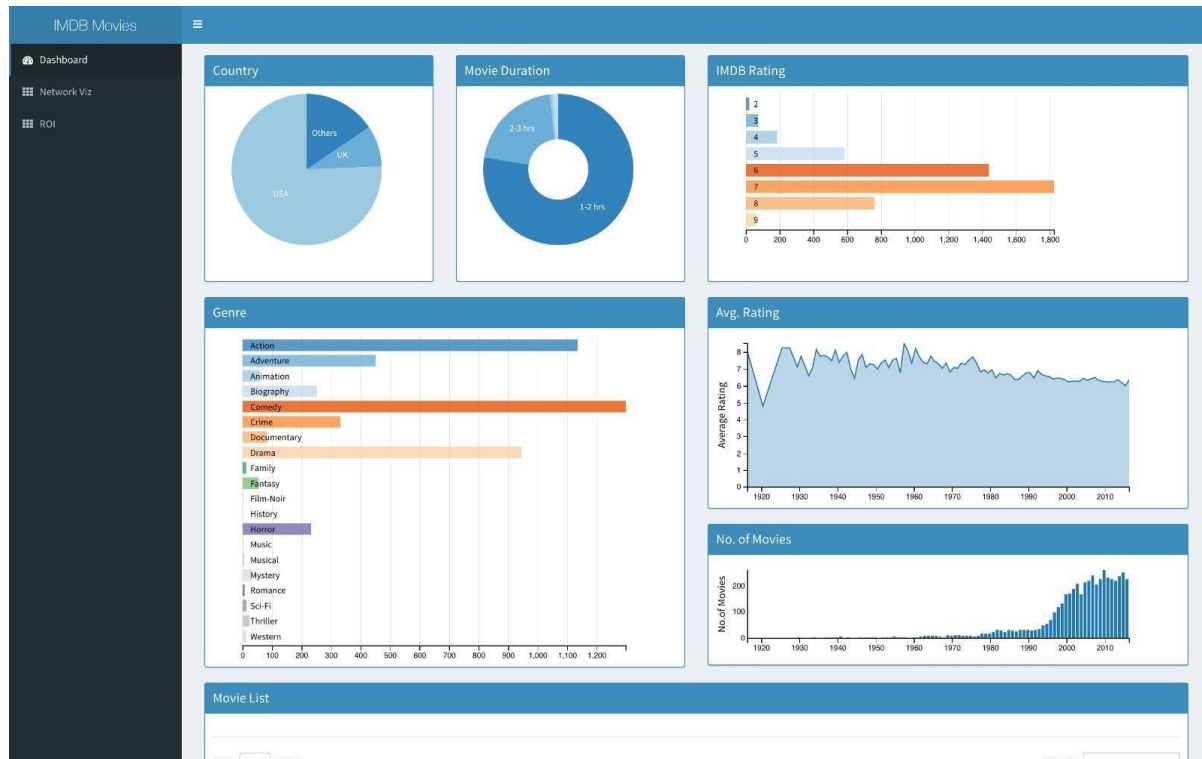 IMDB Movies
Dashboard
Network Viz
ROI
Country
Others
UK
USA
Movie Duration
2-3 hrs
1-2 hrs
IMDB Rating
2
3
4
5
6
7
8
9
0 200 400 600 800 1,000 1,200 1,400 1,600 1,800
Genre
Action
Adventure
Animation
Biography
Comedy
Crime
Documentary
Drama
Family
Fantasy
Film-Noir
History
Horror
Music
Musical
Mystery
Romance
Sci-Fi
Thriller
Western
0 100 200 300 400 500 600 700 800 900 1,000 1,100 1,200
Avg. Rating
Average Rating
8
7
6
5
4
3
2
1
0
1920 1930 1940 1950 1960 1970 1980 1990 2000 2010
No. of Movies
No.of Movies
200
100
0
1920 1930 1940 1950 1960 1970 1980 1990 2000 2010
Movie List